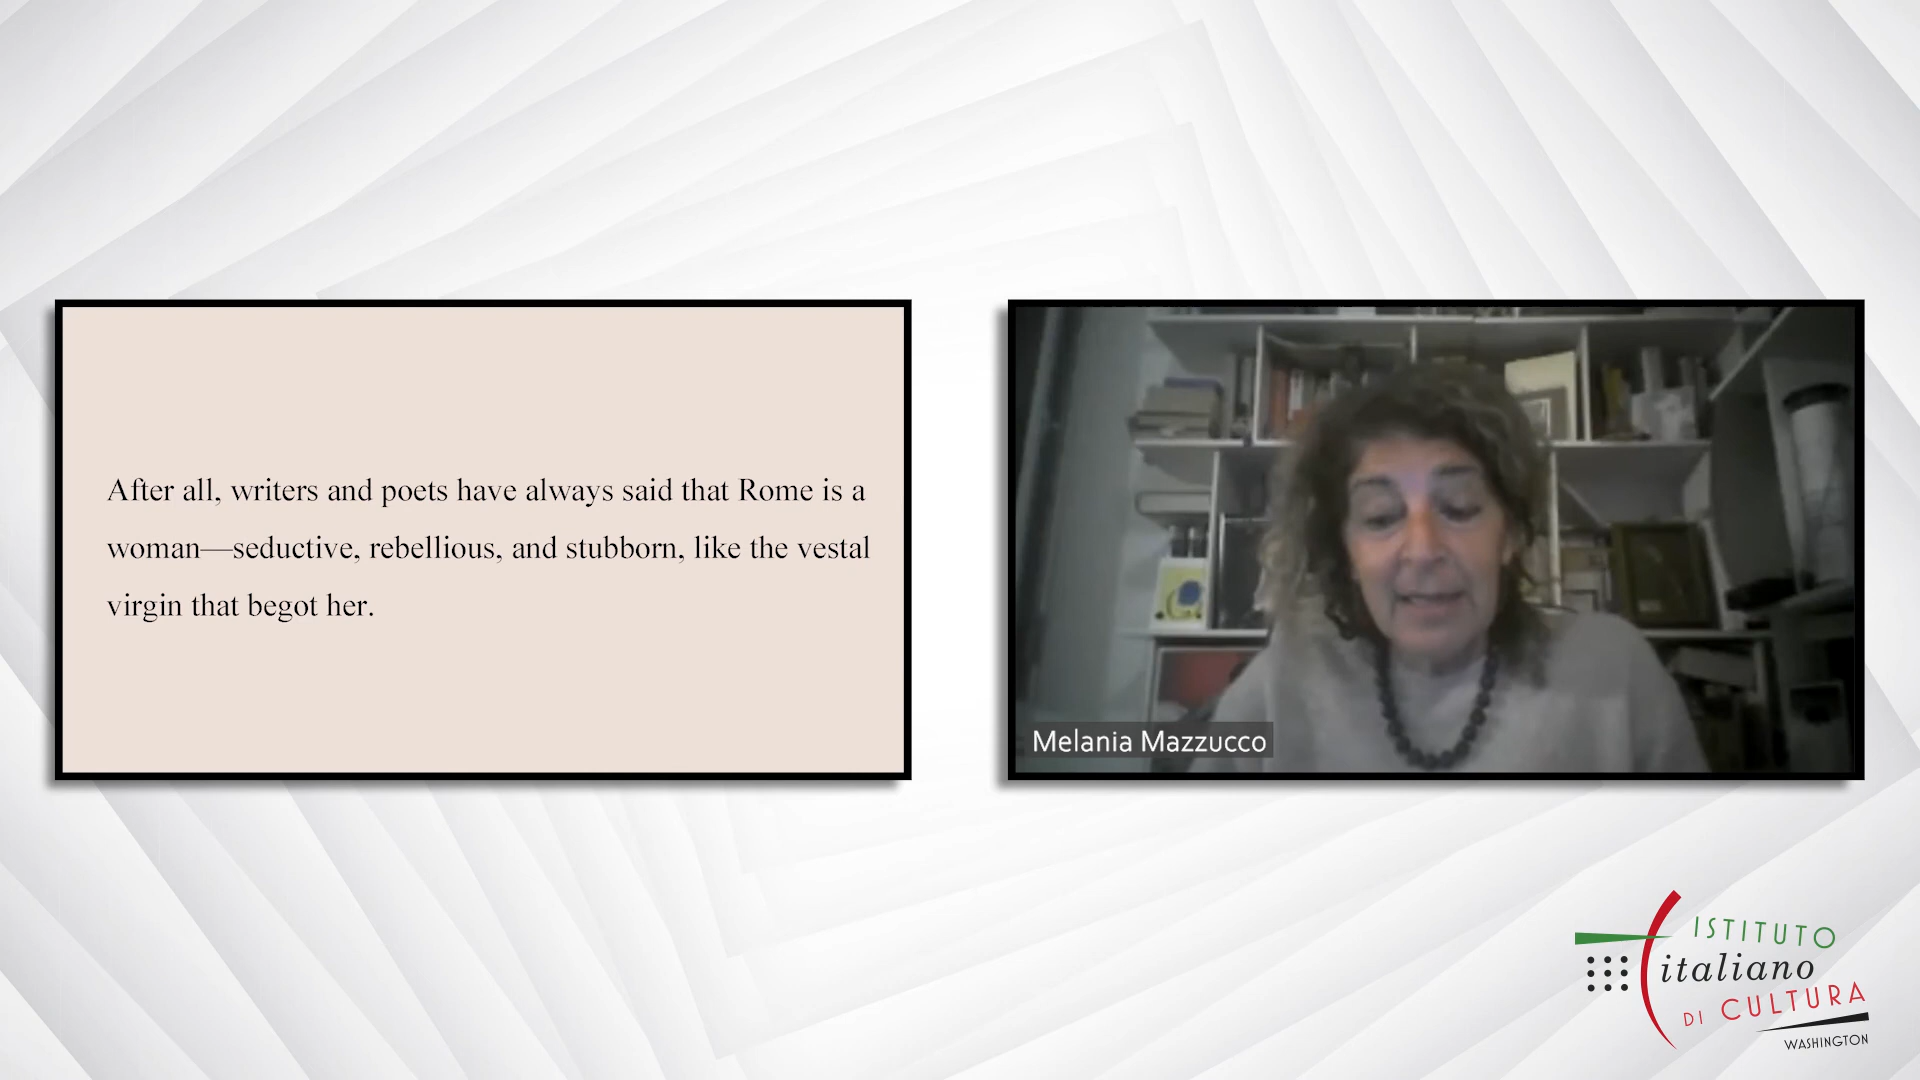 After all, writers and poets have always said that Rome is a
woman—seductive, rebellious, and stubborn, like the vestal
virgin that begot her.
Melania Mazzucco
ISTITUTO
italiano
DI CULTURA
WASHINGTON